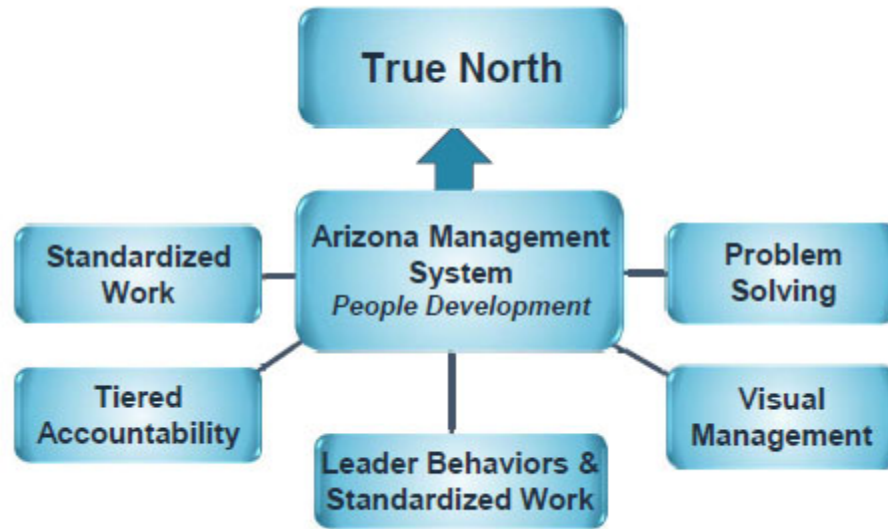 True North
Arizona Management
System
People Development
Standardized
Work
Problem
Solving
Tiered
Accountability
Visual
Management
Leader Behaviors &
Standardized Work